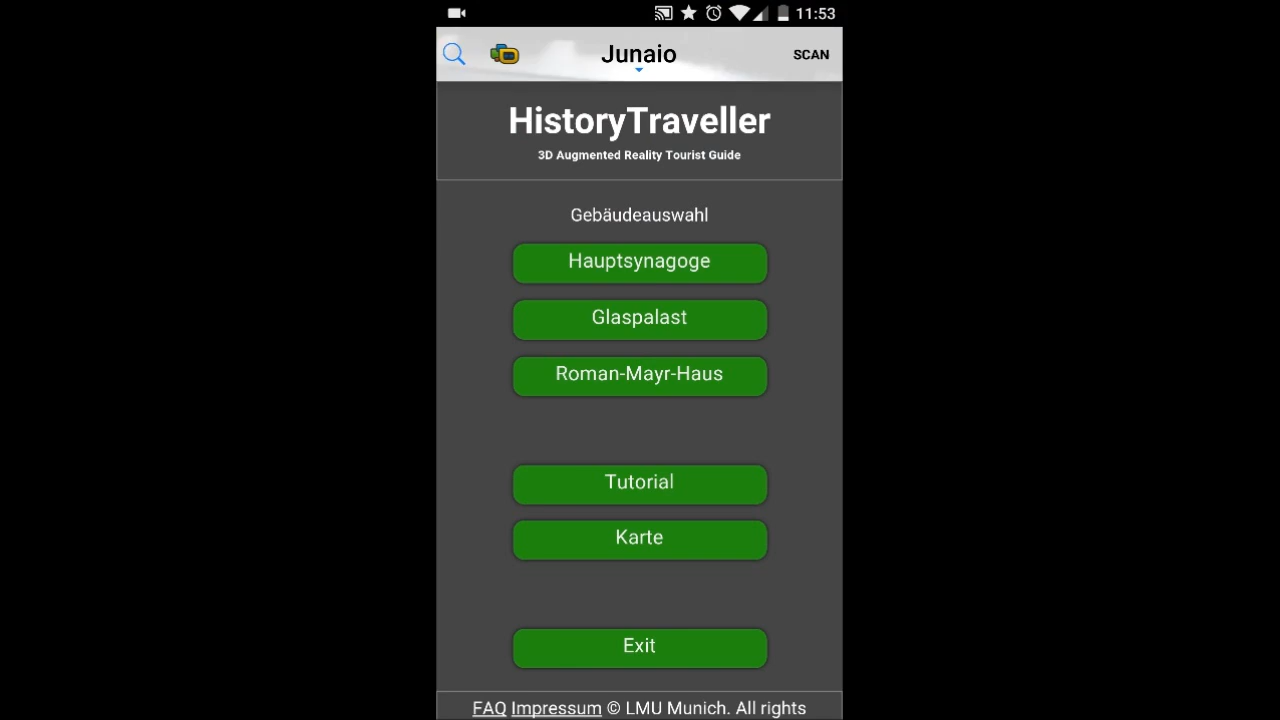 11:53
Junaio
SCAN
HistoryTraveller
3D Augmented Reality Tourist Guide
Gebäudeauswahl
Hauptsynagoge
Glaspalast
Roman-Mayr-Haus
Tutorial
Karte
Exit
FAQ Impressum © LMU Munich. All rights